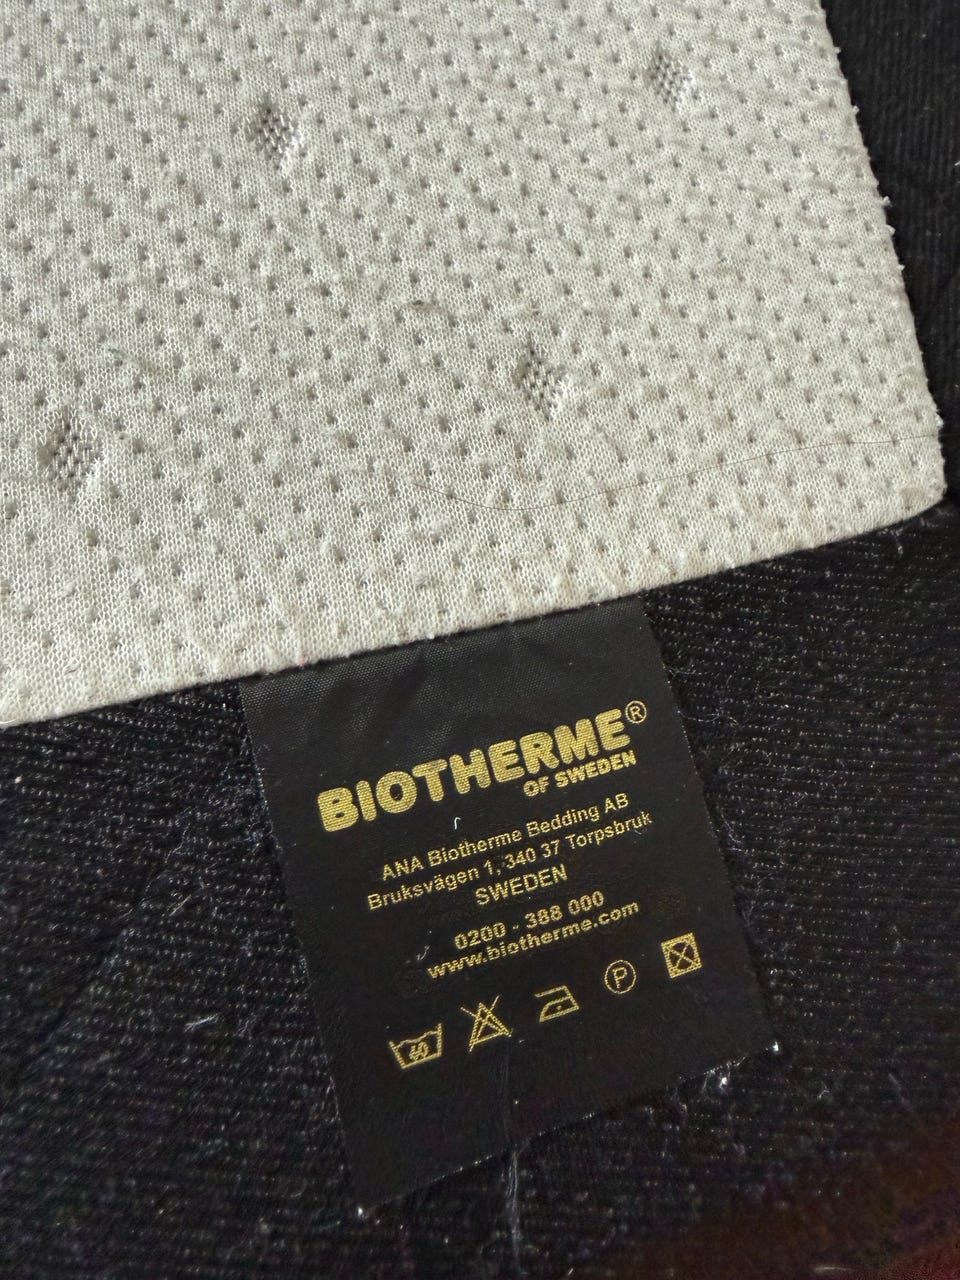 BIOTHERME®
OF SWEDEN
ANA Biotherme Bedding AB
Bruksvägen 1, 340 37 Torpsbruk
SWEDEN
0200 - 388 000
www.biotherme.com
60 P